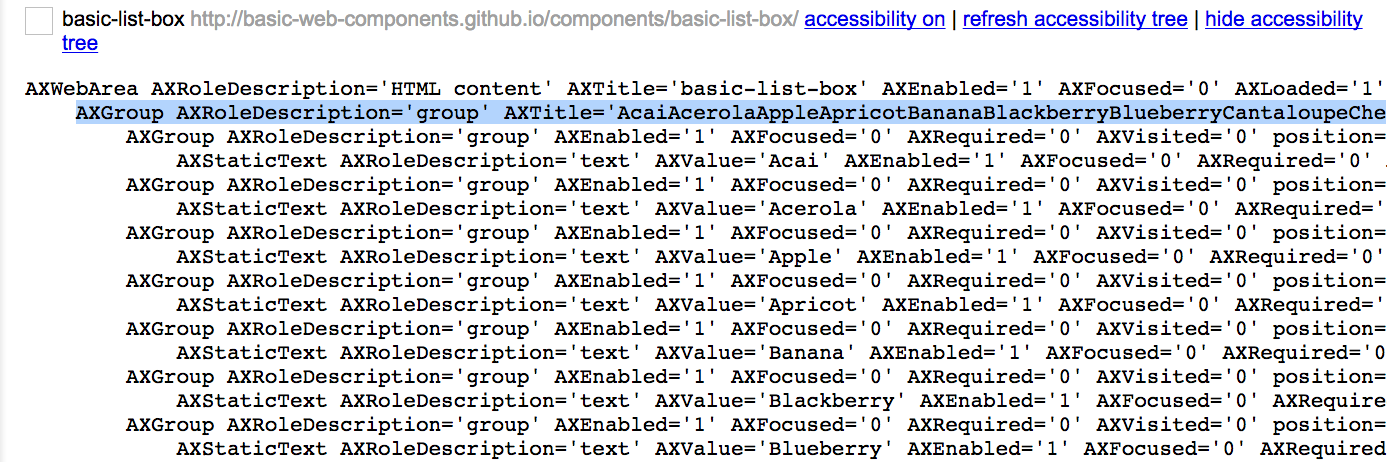 basic-list-box http://basic-web-components.github.io/components/basic-list-box/ accessibility on | refresh accessibility tree | hide accessibility
tree
AXWebArea AXRoleDescription='HTML content' AXTitle='basic-list-box' AXEnabled='1' AXFocused='0' AXLoaded='1'
AXGroup AXRoleDescription='group' AXTitle='AcaiAcerolaAppleApricotBananaBlackberryBlueberryCantaloupeChe
AXGroup AXRoleDescription='group' AXEnabled='1' AXFocused='0' AXRequired='0' AXVisited='0' position=
AXStaticText AXRoleDescription='text' AXValue='Acai' AXEnabled='1' AXFocused='0' AXRequired='0'
AXGroup AXRoleDescription='group' AXEnabled='1' AXFocused='0' AXRequired='0' AXVisited='0' position=
AXStaticText AXRoleDescription='text' AXValue='Acerola' AXEnabled='1' AXFocused='0' AXRequired='
AXGroup AXRoleDescription='group' AXEnabled='1' AXFocused='0' AXRequired='0' AXVisited='0' position=
AXStaticText AXRoleDescription='text' AXValue='Apple' AXEnabled='1' AXFocused='0' AXRequired='0'
AXGroup AXRoleDescription='group' AXEnabled='1' AXFocused='0' AXRequired='0' AXVisited='0' position=
AXStaticText AXRoleDescription='text' AXValue='Apricot' AXEnabled='1' AXFocused='0' AXRequired='
AXGroup AXRoleDescription='group' AXEnabled='1' AXFocused='0' AXRequired='0' AXVisited='0' position=
AXStaticText AXRoleDescription='text' AXValue='Banana' AXEnabled='1' AXFocused='0' AXRequired='0
AXGroup AXRoleDescription='group' AXEnabled='1' AXFocused='0' AXRequired='0' AXVisited='0' position=
AXStaticText AXRoleDescription='text' AXValue='Blackberry' AXEnabled='1' AXFocused='0' AXRequire
AXGroup AXRoleDescription='group' AXEnabled='1' AXFocused='0' AXRequired='0' AXVisited='0' position=
AXStaticText AXRoleDescription='text' AXValue='Blueberry' AXEnabled='1' AXFocused='0' AXRequired